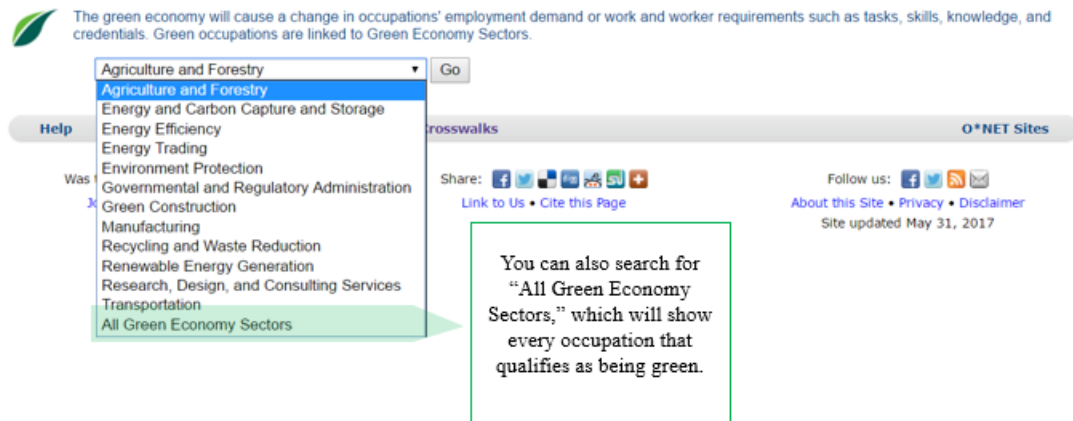 The green economy will cause a change in occupations' employment demand or work and worker requirements such as tasks, skills, knowledge, and
credentials. Green occupations are linked to Green Economy Sectors.
Agriculture and Forestry
Go
Agriculture and Forestry
Energy and Carbon Capture and Storage
Energy Efficiency
Energy Trading
Environment Protection
Governmental and Regulatory Administration
Green Construction
Manufacturing
Recycling and Waste Reduction
Renewable Energy Generation
Research, Design, and Consulting Services
Transportation
All Green Economy Sectors
Help
O*NET Sites
Was
Share:
Link to Us • Cite this Page
Follow us:
About this Site • Privacy • Disclaimer
Site updated May 31, 2017
You can also search for
“All Green Economy
Sectors,” which will show
every occupation that
qualifies as being green.